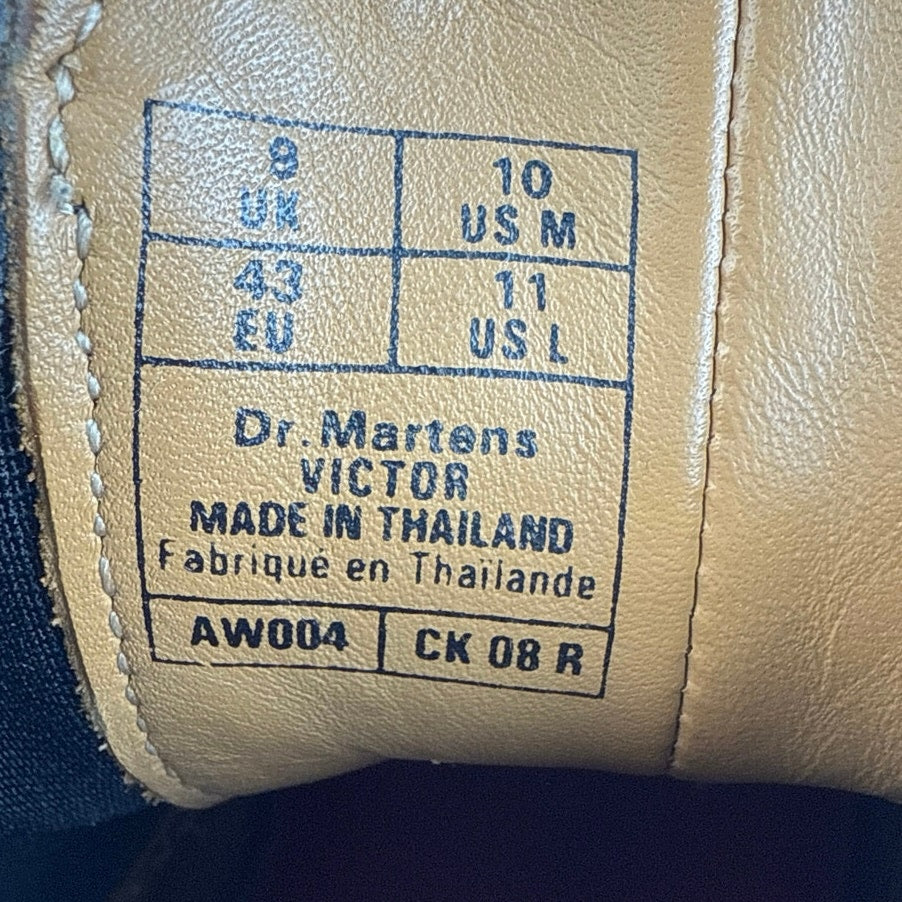 9
UK
10
US M
43
EU
11
US L
Dr. Martens
VICTOR
MADE IN THAILAND
Fabriqué en Thaïlande
AW004
CK 08 R